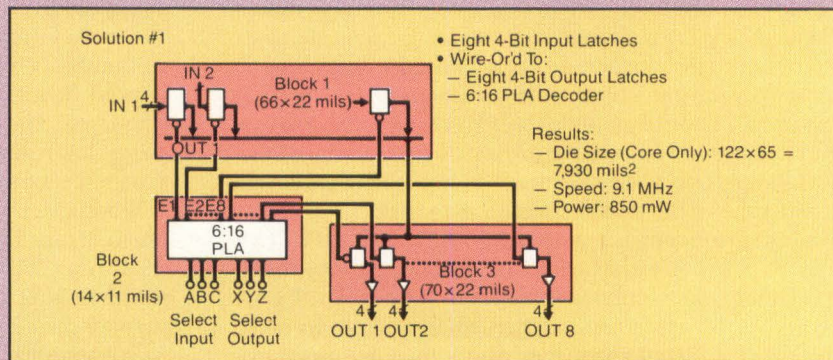 Solution #1
IN 1
4
IN 2
Block 1
(66×22 mils)
OUT 1
E1 E2E8
6:16
PLA
Block
2
(14×11 mils)
ABC XYZ
Select Select
Input Output
Block 3
(70×22 mils)
4 4 4
OUT 1 OUT2 OUT 8
• Eight 4-Bit Input Latches
• Wire-Or'd To:
— Eight 4-Bit Output Latches
— 6:16 PLA Decoder
Results:
— Die Size (Core Only): 122×65 =
7,930 mils2
— Speed: 9.1 MHz
— Power: 850 mW